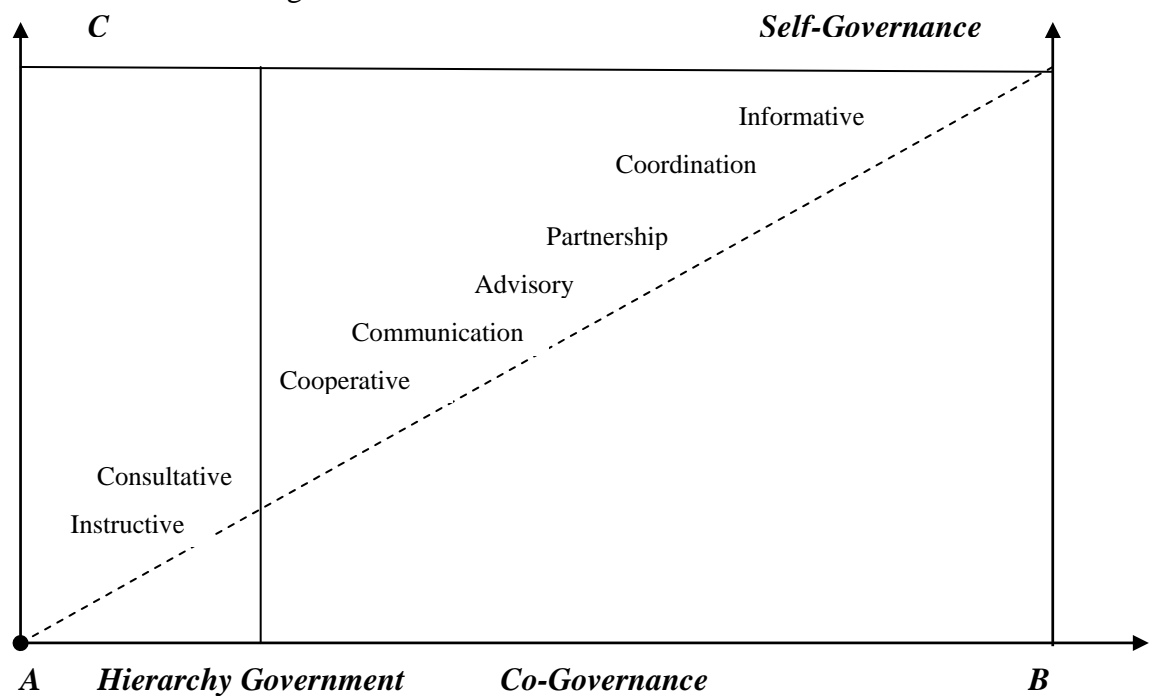 C Self-Governance
Informative
Coordination
Partnership
Advisory
Communication
Cooperative
Consultative
Instructive
A Hierarchy Government Co-Governance B